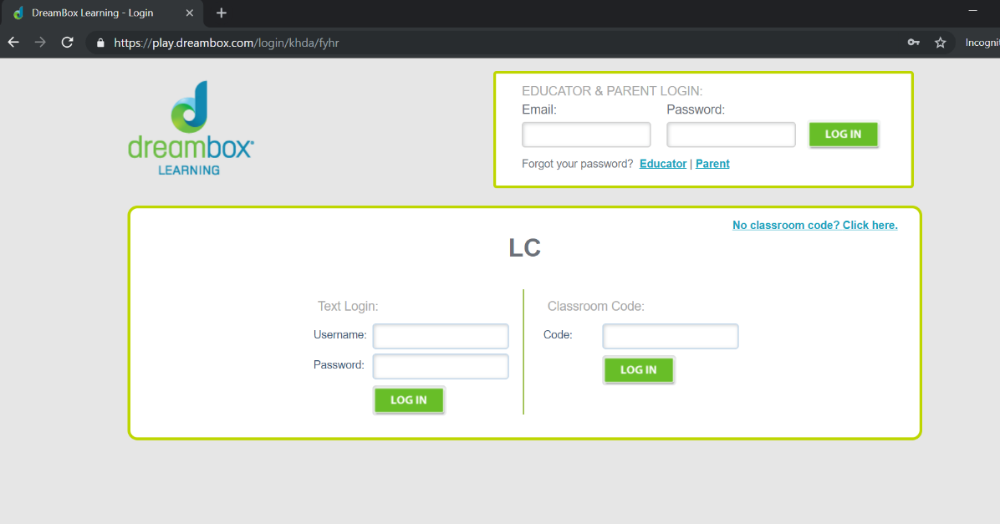 DreamBox Learning - Login
https://play.dreambox.com/login/khda/fyhr
Incogni
dreambox
LEARNING
EDUCATOR & PARENT LOGIN:
Email: Password:
LOG IN
Forgot your password? Educator | Parent
No classroom code? Click here.
LC
Text Login:
Username:
Password:
LOG IN
Classroom Code:
Code:
LOG IN